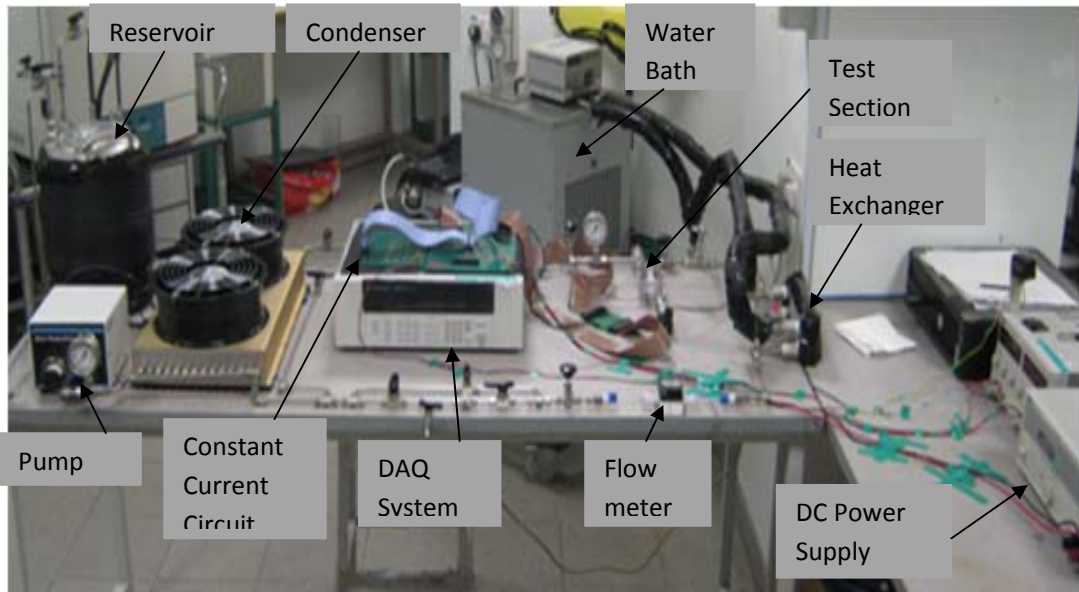 Reservoir
Condenser
Water
Bath
Test
Section
Heat
Exchanger
Pump
Constant
Current
Circuit
DAQ
System
Flow
meter
DC Power
Supply